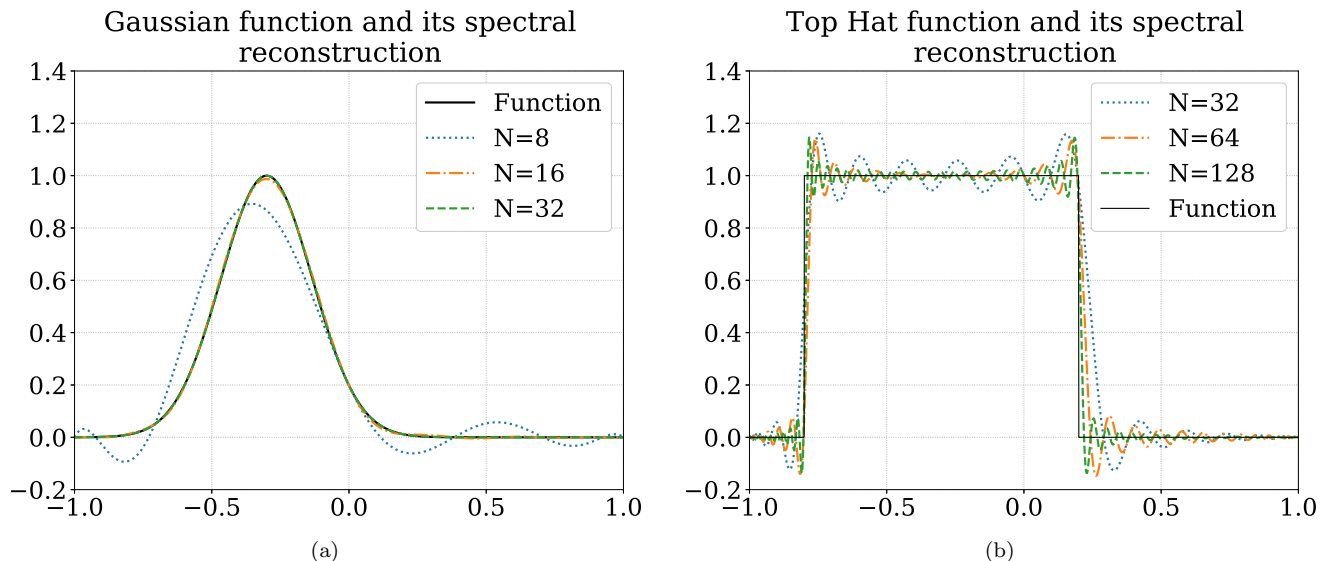 Gaussian function and its spectral
reconstruction
1.4
1.2
1.0
0.8
0.6
0.4
0.2
0.0
−0.2
−1.0
−0.5
0.0
0.5
1.0
Function
N=8
N=16
N=32
(a)
Top Hat function and its spectral
reconstruction
1.4
1.2
1.0
0.8
0.6
0.4
0.2
0.0
−0.2
−1.0
−0.5
0.0
0.5
1.0
N=32
N=64
N=128
Function
(b)